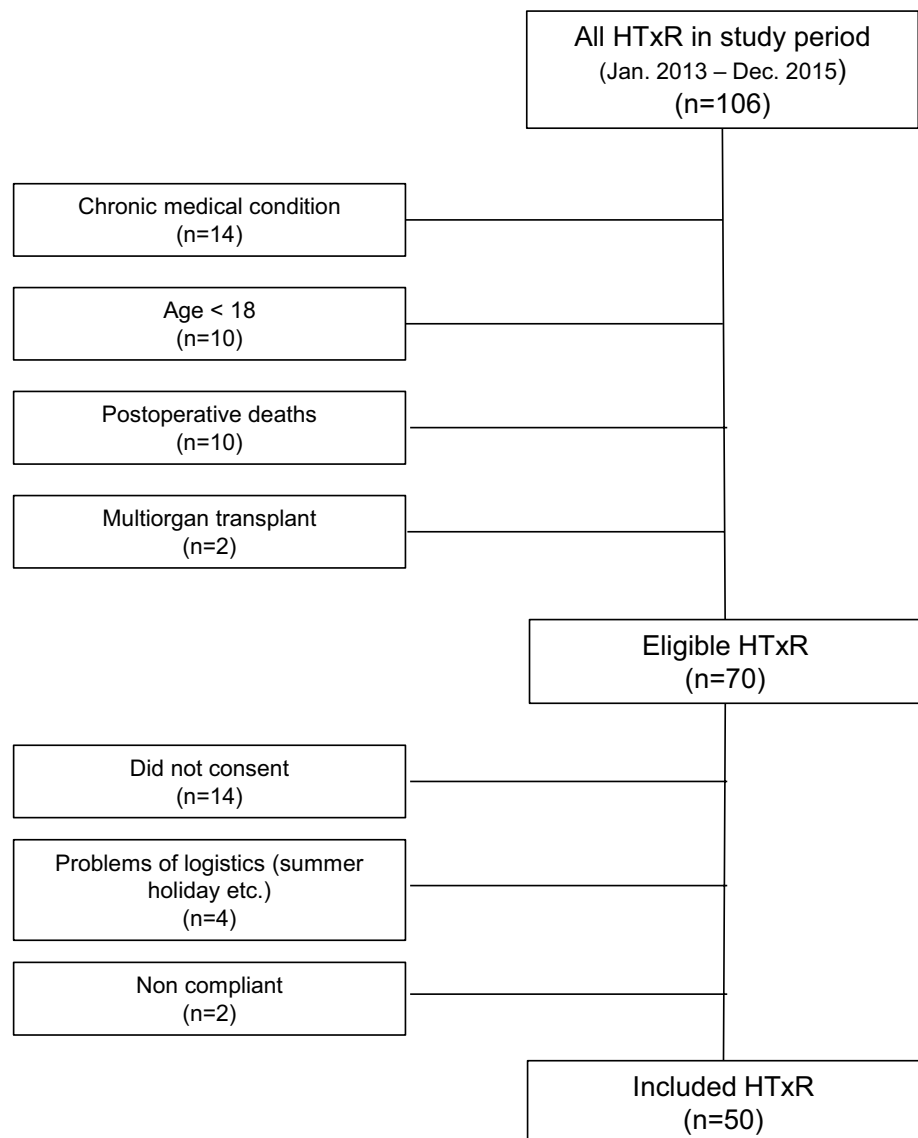 All HTxR in study period
(Jan. 2013 – Dec. 2015)
(n=106)
Chronic medical condition
(n=14)
Age < 18
(n=10)
Postoperative deaths
(n=10)
Multiorgan transplant
(n=2)
Eligible HTxR
(n=70)
Did not consent
(n=14)
Problems of logistics (summer
holiday etc.)
(n=4)
Non compliant
(n=2)
Included HTxR
(n=50)